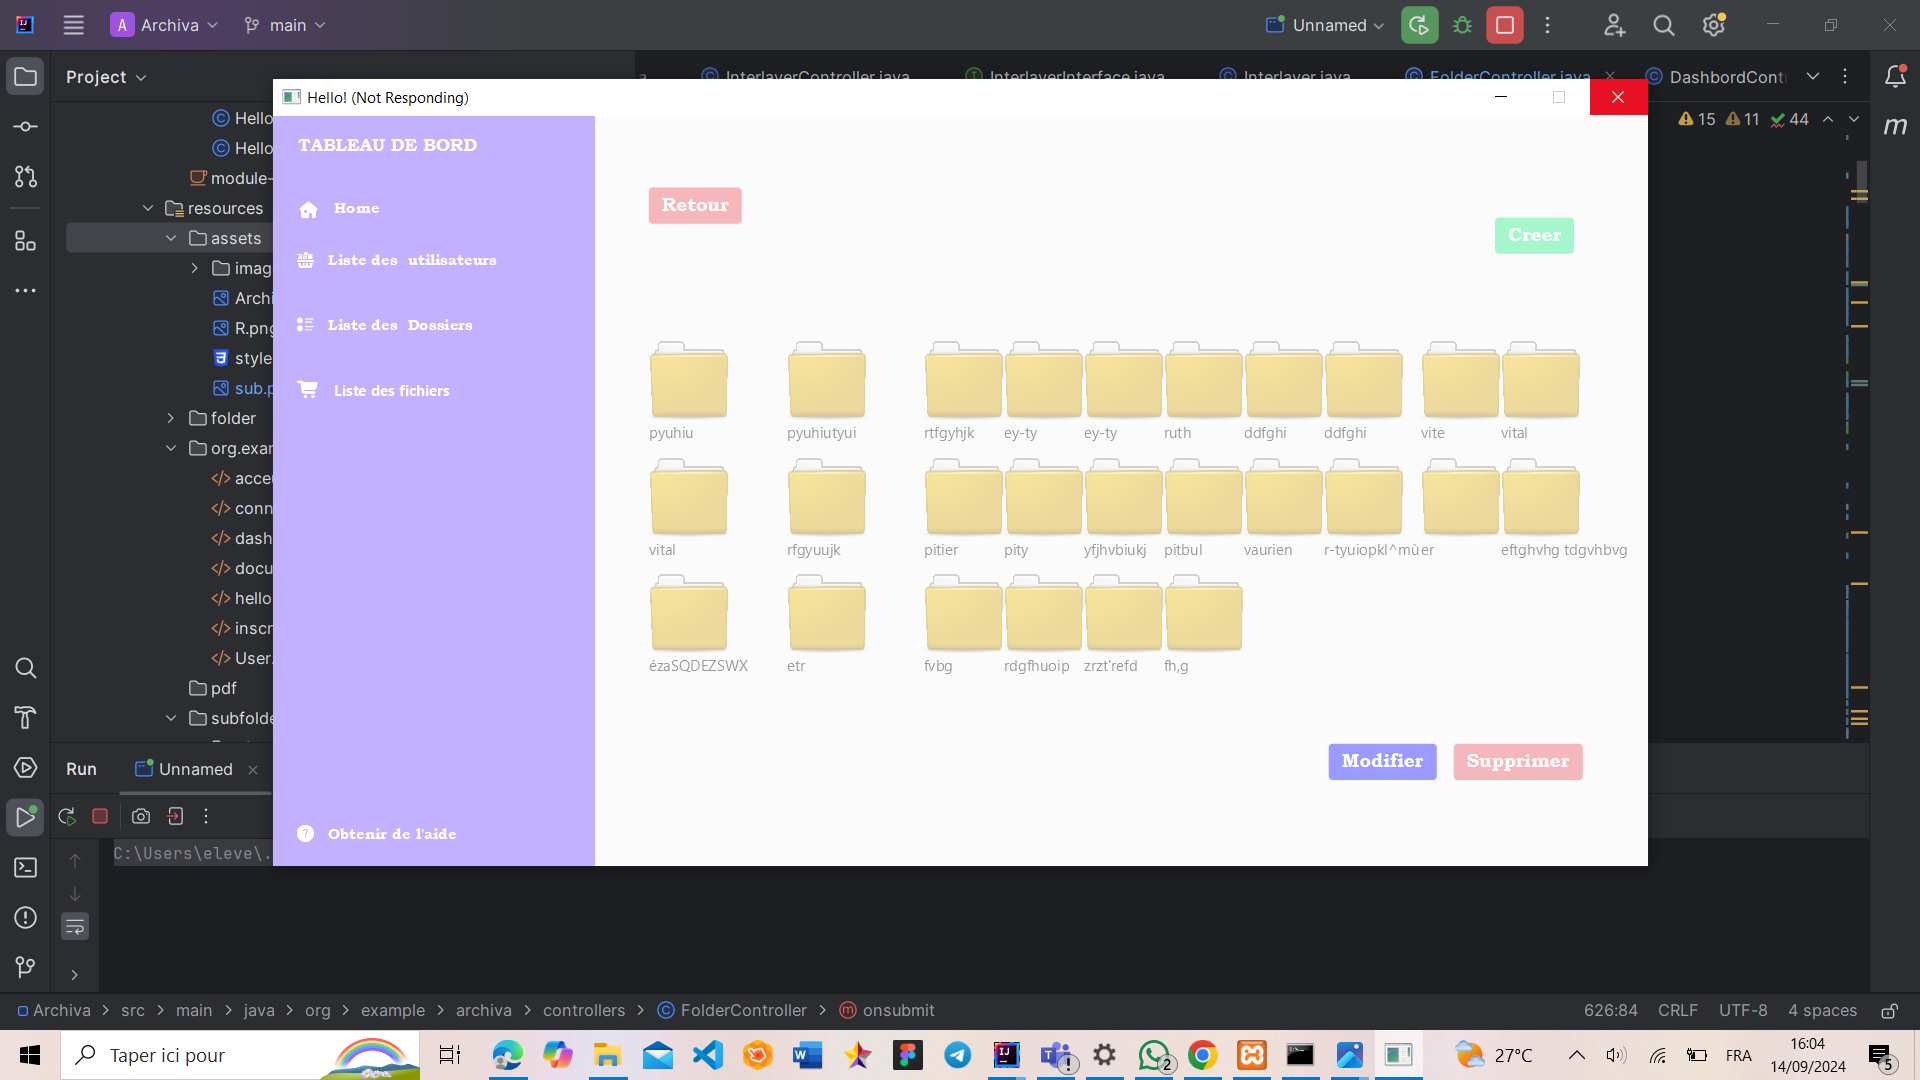 A Archiva main Unnamed
Project
InterlayerController.java InterlayerInterface.java Interlayer.java FolderController.java DashbordCont
Hello! (Not Responding)
15 11 44
Hello
Hello
module-
resources
assets
imag
Archi
R.png
style
sub.p
folder
org.exar
acce
conn
dash
docu
hello
inscr
User.
pdf
subfolde
TABLEAU DE BORD
Home
Liste des utilisateurs
Liste des Dossiers
Liste des fichiers
Obtenir de l'aide
Retour
Creer
pyuhiu pyuhiutyui rtfgyhjk ey-ty ey-ty ruth ddfghi ddfghi vite vital
vital rfgyuujk pitier pity yfjhvbiukj pitbul vaurien r-tyuiopkl^mùer eftghvhg tdgvhbvg
ézaSQDEZSWX etr fvbg rdgfhuoip zrzt'refd fh,g
Modifier Supprimer
Run Unnamed
C:\Users\eleve\.
Archiva > src > main > java > org > example > archiva > controllers > FolderController > onsubmit
626:84 CRLF UTF-8 4 spaces
Taper ici pour
2
27°C
FRA
16:04
14/09/2024
5